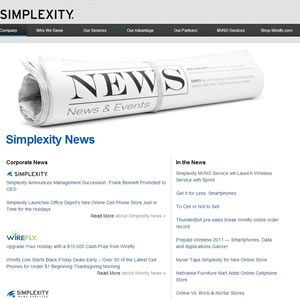 SIMPLEXITY.
Company Who We Serve Our Services Our Advantage Our Partners MVNO Services Shop Wirefly.com
NEWS
News & Events
Simplexity News
Corporate News
SIMPLEXITY.
Simplexity Announces Management Succession: Frank Bennett Promoted to
CEO
Simplexity Launches Office Depot's New Online Cell Phone Store Just in
Time for the Holidays
Read More about Simplexity News »
WIREFLY.
Upgrade Your Holiday with a $10,000 Cash Prize from Wirefly
Wirefly.com Starts Black Friday Deals Early – Over 50 of the Latest Cell
Phones for Under $1 Beginning Thanksgiving Morning
Read More about Wirefly News »
SIMPLEXITY
MVNO SERVICES
In the News
Simplexity MVNO Service will Launch Wireless
Service with Sprint
Get it for Less: Smartphones
To Cell or Not to Sell
ThunderBolt pre-sales break Wirefly online order
record
Prepaid Wireless 2011 — Smartphones, Data
and Applications Galore!
Myer Taps Simplexity for New Online Store
Nebraska Furniture Mart Adds Online Cellphone
Store
Online Vs. Brick-&-Mortar Stores